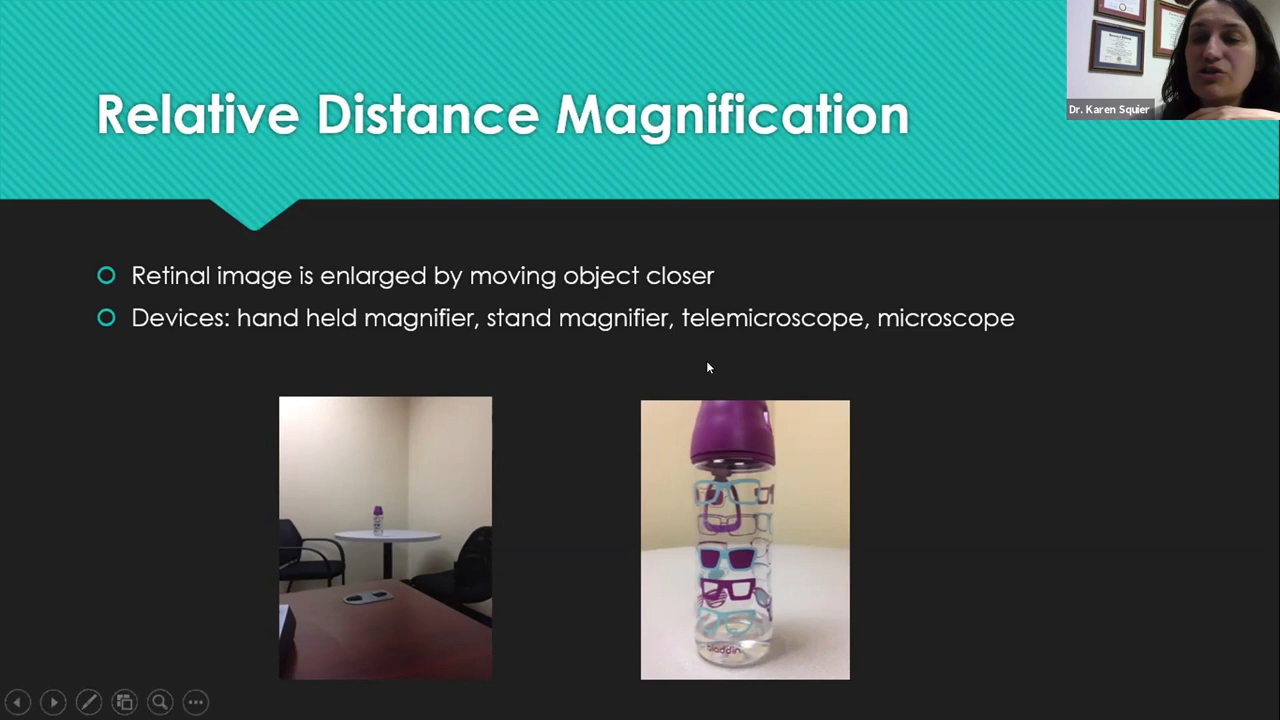 Relative Distance Magnification
Dr. Karen Squier
Retinal image is enlarged by moving object closer
Devices: hand held magnifier, stand magnifier, telemicroscope, microscope
aladdin